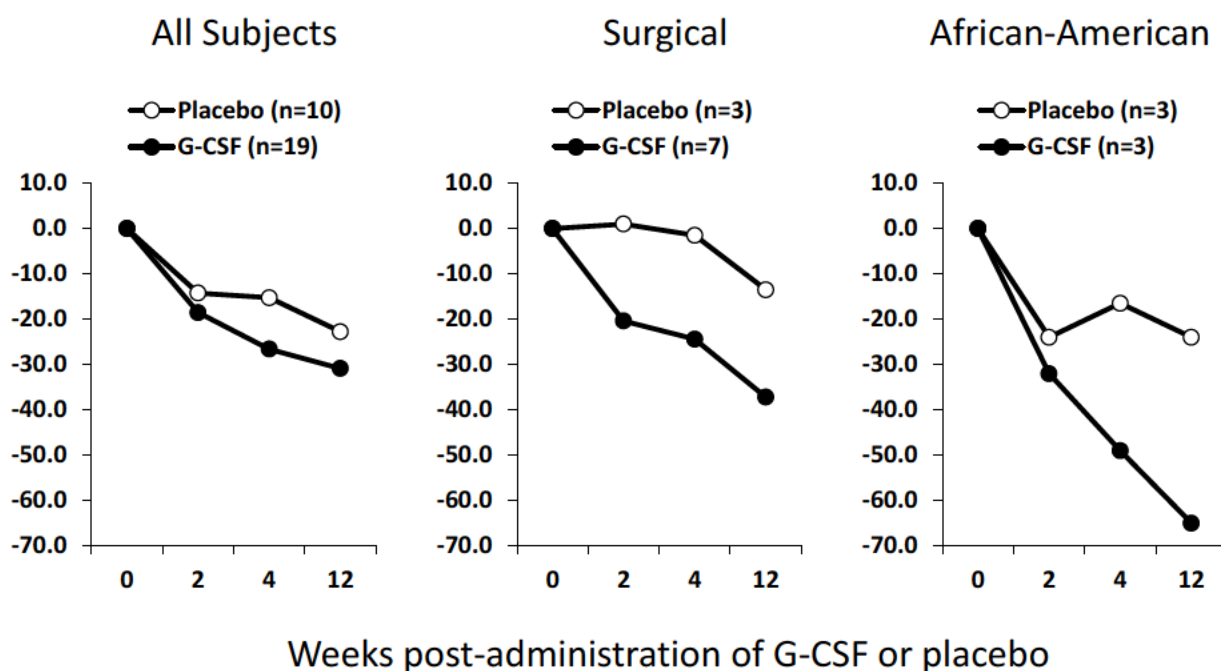 All Subjects
Surgical
African-American
Placebo (n=10)
G-CSF (n=19)
Placebo (n=3)
G-CSF (n=7)
Placebo (n=3)
G-CSF (n=3)
10.0
0.0
-10.0
-20.0
-30.0
-40.0
-50.0
-60.0
-70.0
0 2 4 12
10.0
0.0
-10.0
-20.0
-30.0
-40.0
-50.0
-60.0
-70.0
0 2 4 12
10.0
0.0
-10.0
-20.0
-30.0
-40.0
-50.0
-60.0
-70.0
0 2 4 12
Weeks post-administration of G-CSF or placebo